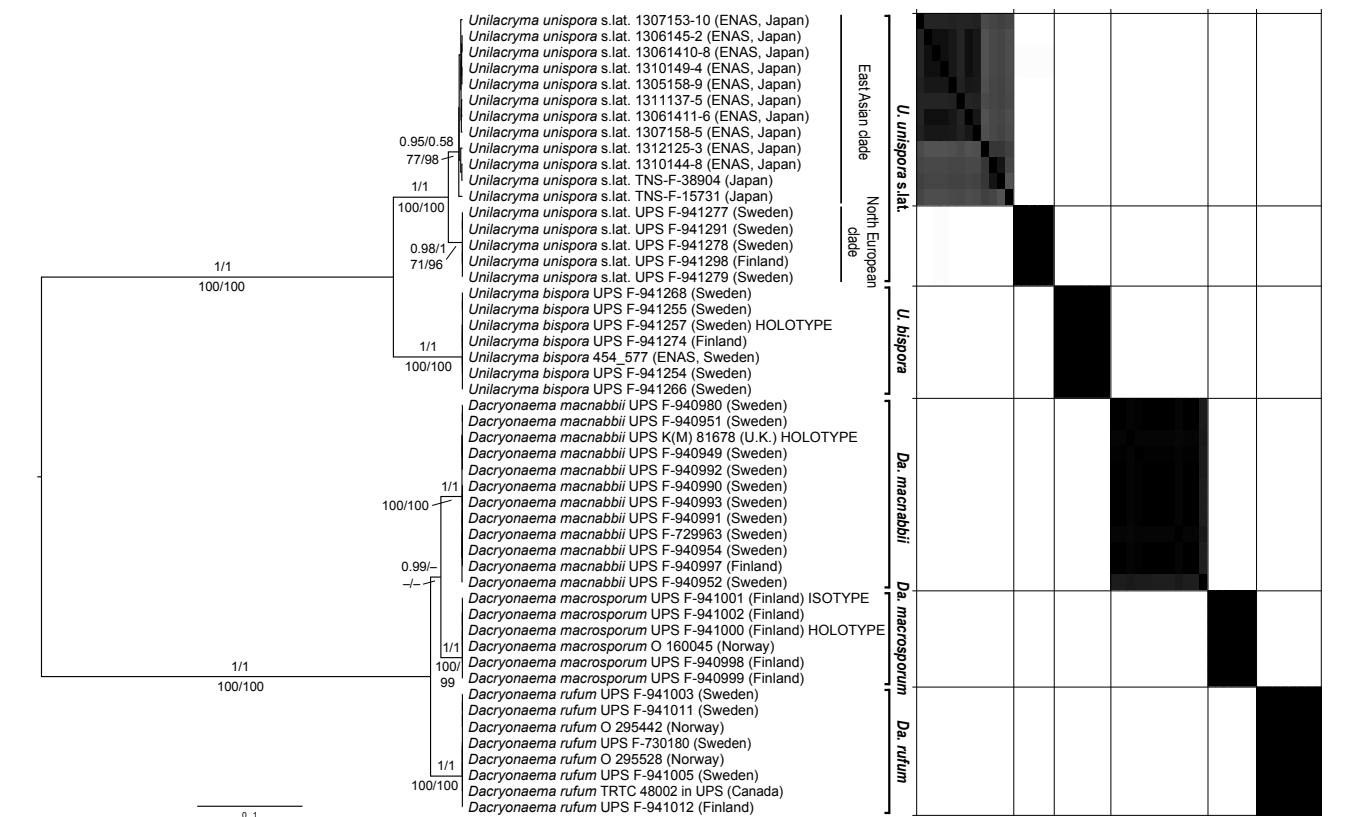 Unilacryma unispora s.lat. 1307153-10 (ENAS, Japan)
Unilacryma unispora s.lat. 1306145-2 (ENAS, Japan)
Unilacryma unispora s.lat. 13061410-8 (ENAS, Japan)
Unilacryma unispora s.lat. 1310149-4 (ENAS, Japan)
Unilacryma unispora s.lat. 1305158-9 (ENAS, Japan)
Unilacryma unispora s.lat. 1311137-5 (ENAS, Japan)
Unilacryma unispora s.lat. 13061411-6 (ENAS, Japan)
Unilacryma unispora s.lat. 1307158-5 (ENAS, Japan)
Unilacryma unispora s.lat. 1312125-3 (ENAS, Japan)
Unilacryma unispora s.lat. 1310144-8 (ENAS, Japan)
Unilacryma unispora s.lat. TNS-F-38904 (Japan)
Unilacryma unispora s.lat. TNS-F-15731 (Japan)
Unilacryma unispora s.lat. UPS F-941277 (Sweden)
Unilacryma unispora s.lat. UPS F-941291 (Sweden)
Unilacryma unispora s.lat. UPS F-941278 (Sweden)
Unilacryma unispora s.lat. UPS F-941298 (Finland)
Unilacryma unispora s.lat. UPS F-941279 (Sweden)
Unilacryma bispora UPS F-941268 (Sweden)
Unilacryma bispora UPS F-941255 (Sweden)
Unilacryma bispora UPS F-941257 (Sweden) HOLOTYPE
Unilacryma bispora UPS F-941274 (Finland)
Unilacryma bispora 454_577 (ENAS, Sweden)
Unilacryma bispora UPS F-941254 (Sweden)
Unilacryma bispora UPS F-941266 (Sweden)
Dacryonaema macnabbii UPS F-940980 (Sweden)
Dacryonaema macnabbii UPS F-940951 (Sweden)
Dacryonaema macnabbii UPS K(M) 81678 (U.K.) HOLOTYPE
Dacryonaema macnabbii UPS F-940949 (Sweden)
Dacryonaema macnabbii UPS F-940992 (Sweden)
Dacryonaema macnabbii UPS F-940990 (Sweden)
Dacryonaema macnabbii UPS F-940993 (Sweden)
Dacryonaema macnabbii UPS F-940991 (Sweden)
Dacryonaema macnabbii UPS F-729963 (Sweden)
Dacryonaema macnabbii UPS F-940954 (Sweden)
Dacryonaema macnabbii UPS F-940997 (Finland)
Dacryonaema macnabbii UPS F-940952 (Sweden)
Dacryonaema macrosporum UPS F-941001 (Finland) ISOTYPE
Dacryonaema macrosporum UPS F-941002 (Finland)
Dacryonaema macrosporum UPS F-941000 (Finland) HOLOTYPE
Dacryonaema macrosporum O 160045 (Norway)
Dacryonaema macrosporum UPS F-940998 (Finland)
Dacryonaema macrosporum UPS F-940999 (Finland)
Dacryonaema rufum UPS F-941003 (Sweden)
Dacryonaema rufum UPS F-941011 (Sweden)
Dacryonaema rufum O 295442 (Norway)
Dacryonaema rufum UPS F-730180 (Sweden)
Dacryonaema rufum O 295528 (Norway)
Dacryonaema rufum UPS F-941005 (Sweden)
Dacryonaema rufum TRTC 48002 in UPS (Canada)
Dacryonaema rufum UPS F-941012 (Finland)
0.95/0.58
77/98
1/1
100/100
0.98/1
71/96
1/1
100/100
1/1
100/100
1/1
100/100
0.99/–
–/–
1/1
100/
99
1/1
100/100
1/1
100/100
East Asian clade
North European
clade
U. unispora s.lat.
U. bispora
Da. macnabbii
Da. macrosporum
Da. rufum